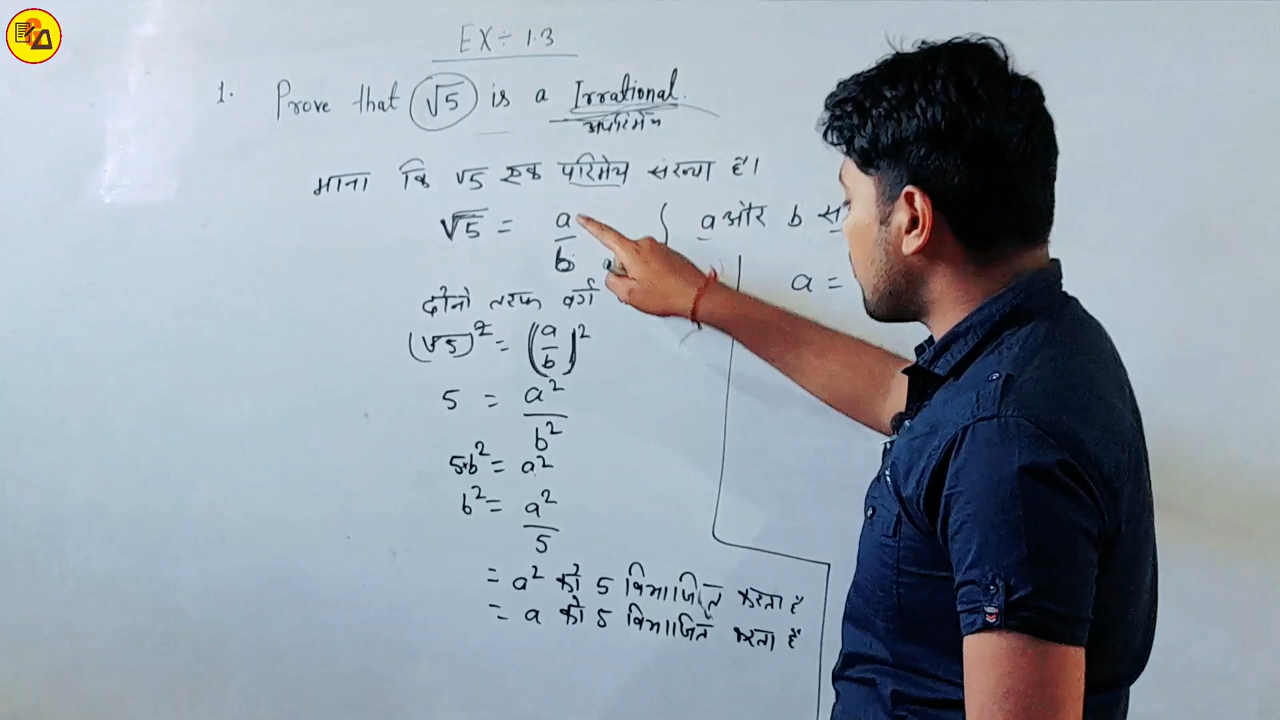 EX÷ 1.3
1. Prove that √5 is a Irrational.
अपरिमेय
माना कि √5 एक परिमेय संख्या है।
√5 = a/b
a और b स
a =
दोनो तरफ वर्ग
(√5)² = (a/b)²
5 = a²/b²
5b² = a²
b² = a²/5
= a² को 5 विभाजित करता है
= a को 5 विभाजित करता है